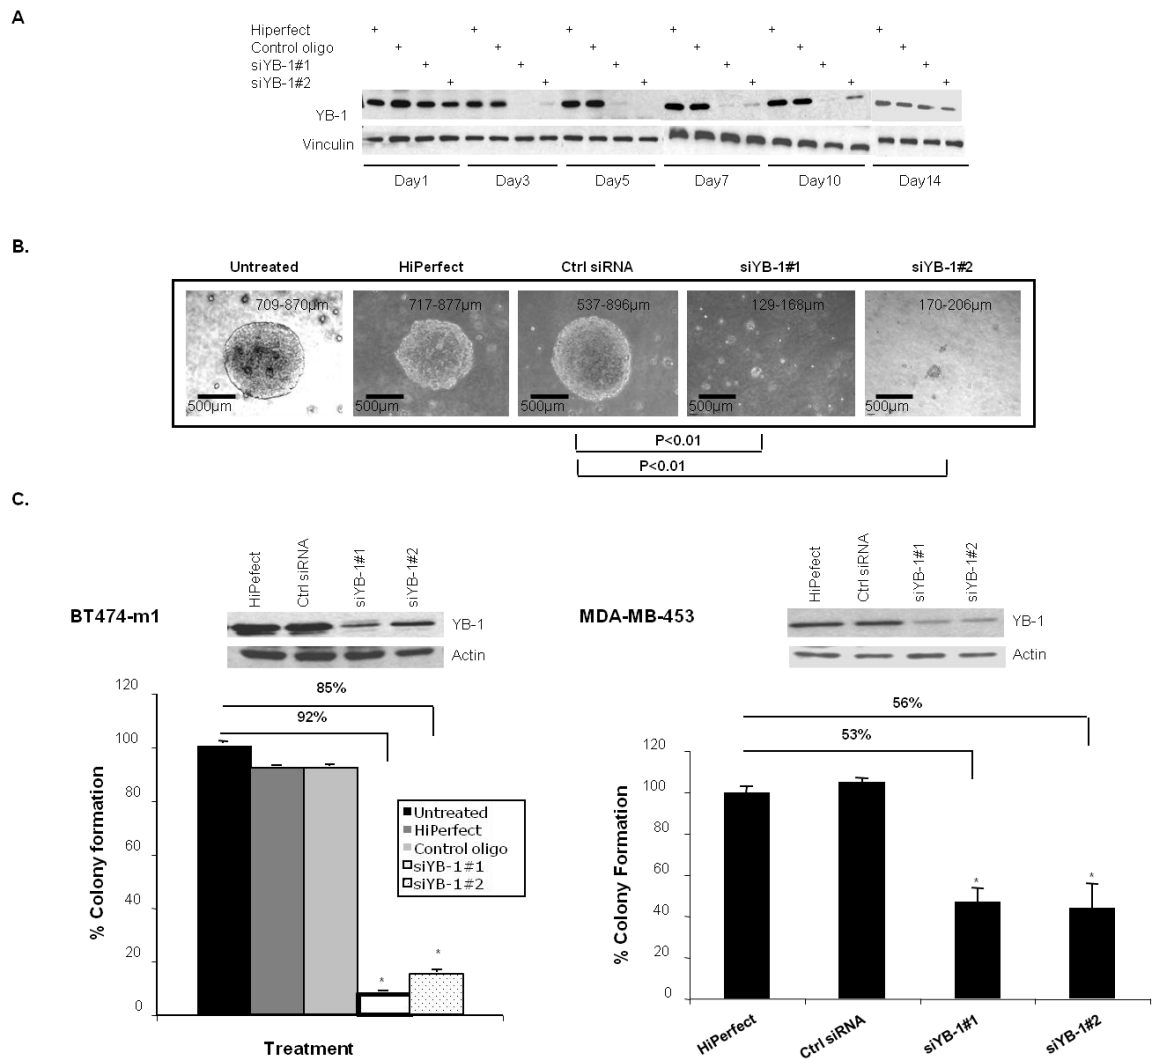 A
Hiperfect + + + + + +
Control oligo + + + + + +
siYB-1#1 + + + + + +
siYB-1#2 + + + + + +
YB-1
Vinculin
Day1 Day3 Day5 Day7 Day10 Day14
B.
Untreated HiPerfect Ctrl siRNA siYB-1#1 siYB-1#2
709-870µm 717-877µm 537-896µm 129-168µm 170-206µm
500µm 500µm 500µm 500µm 500µm
P<0.01
P<0.01
C.
BT474-m1
HiPefect
Ctrl siRNA
siYB-1#1
siYB-1#2
YB-1
Actin
85%
92%
% Colony formation
120
100
80
60
40
20
0
Untreated
HiPerfect
Control oligo
siYB-1#1
siYB-1#2
* *
Treatment
MDA-MB-453
HiPefect
Ctrl siRNA
siYB-1#1
siYB-1#2
YB-1
Actin
56%
53%
% Colony Formation
120
100
80
60
40
20
0
* *
HiPerfect
Ctrl siRNA
siYB-1#1
siYB-1#2